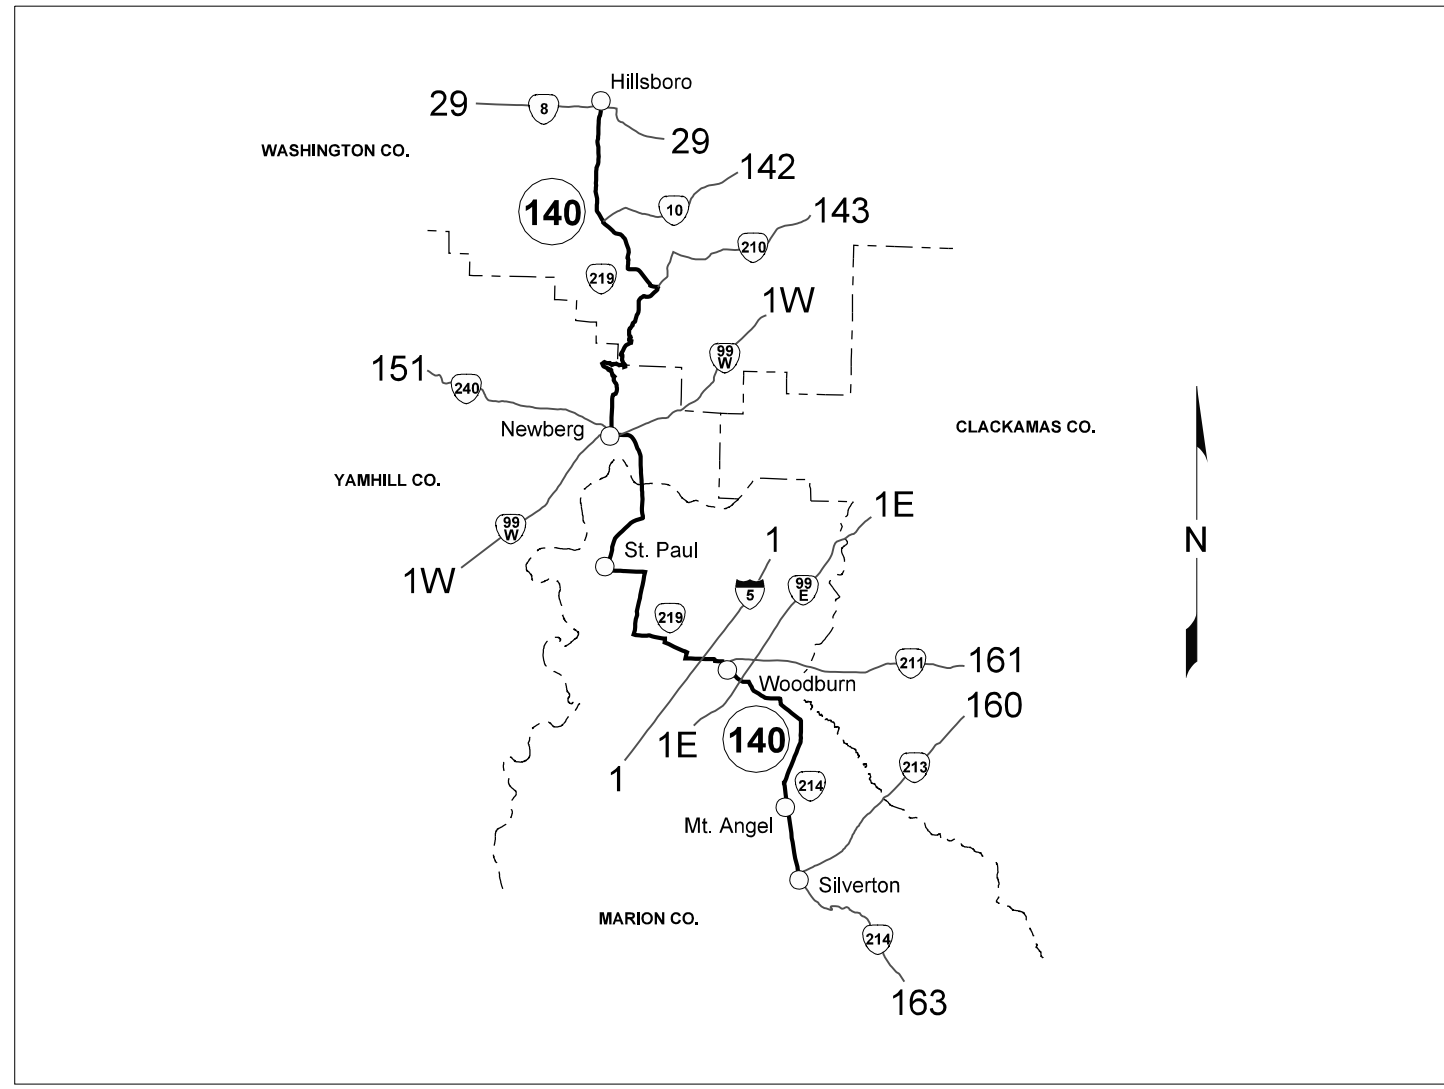 Hillsboro
29
8
29
WASHINGTON CO.
142
140
10
143
210
219
1W
99
W
151
240
Newberg
CLACKAMAS CO.
YAMHILL CO.
1E
99
W
N
1
St. Paul
1W
5
99
E
219
161
211
Woodburn
160
1E
140
213
1
214
Mt. Angel
Silverton
MARION CO.
214
163